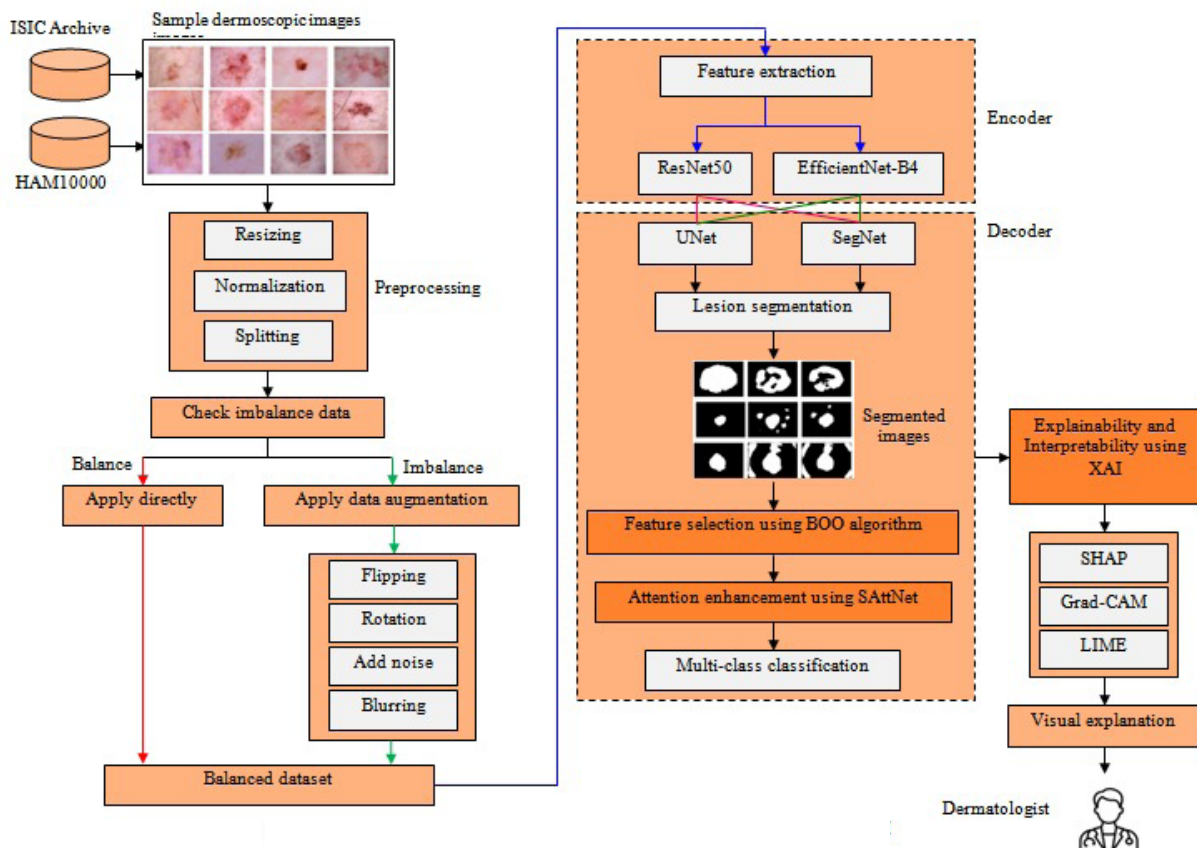 ISIC Archive
HAM10000
Sample dermoscopic images
images
Resizing
Normalization
Splitting
Preprocessing
Check imbalance data
Balance
Imbalance
Apply directly
Apply data augmentation
Flipping
Rotation
Add noise
Blurring
Balanced dataset
Feature extraction
Encoder
ResNet50
EfficientNet-B4
UNet
SegNet
Decoder
Lesion segmentation
Segmented
images
Feature selection using BOO algorithm
Attention enhancement using SAttNet
Multi-class classification
Explainability and
Interpretability using
XAI
SHAP
Grad-CAM
LIME
Visual explanation
Dermatologist